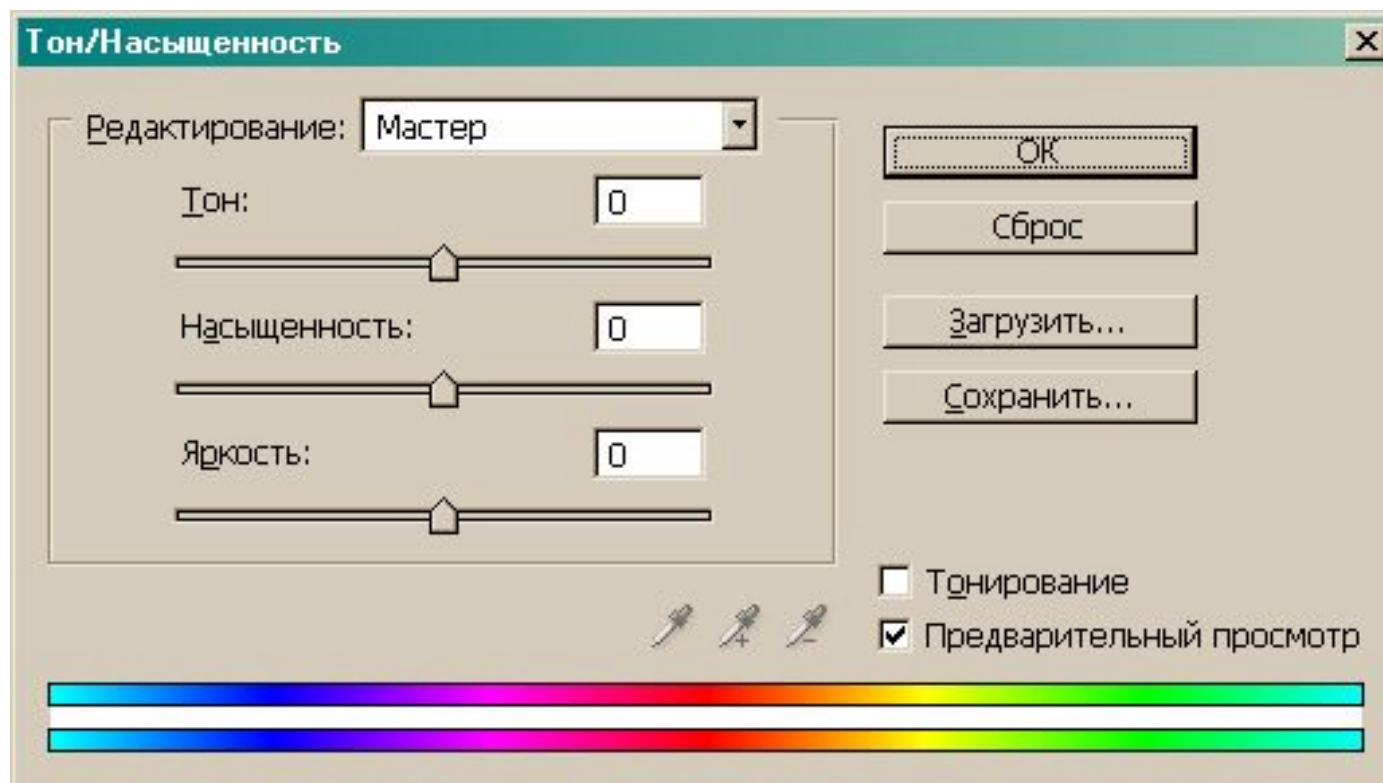 Тон/Насыщенность
Редактирование: Мастер
Тон: 0
Насыщенность: 0
Яркость: 0
OK
Сброс
Загрузить...
Сохранить...
Тонирование
Предварительный просмотр